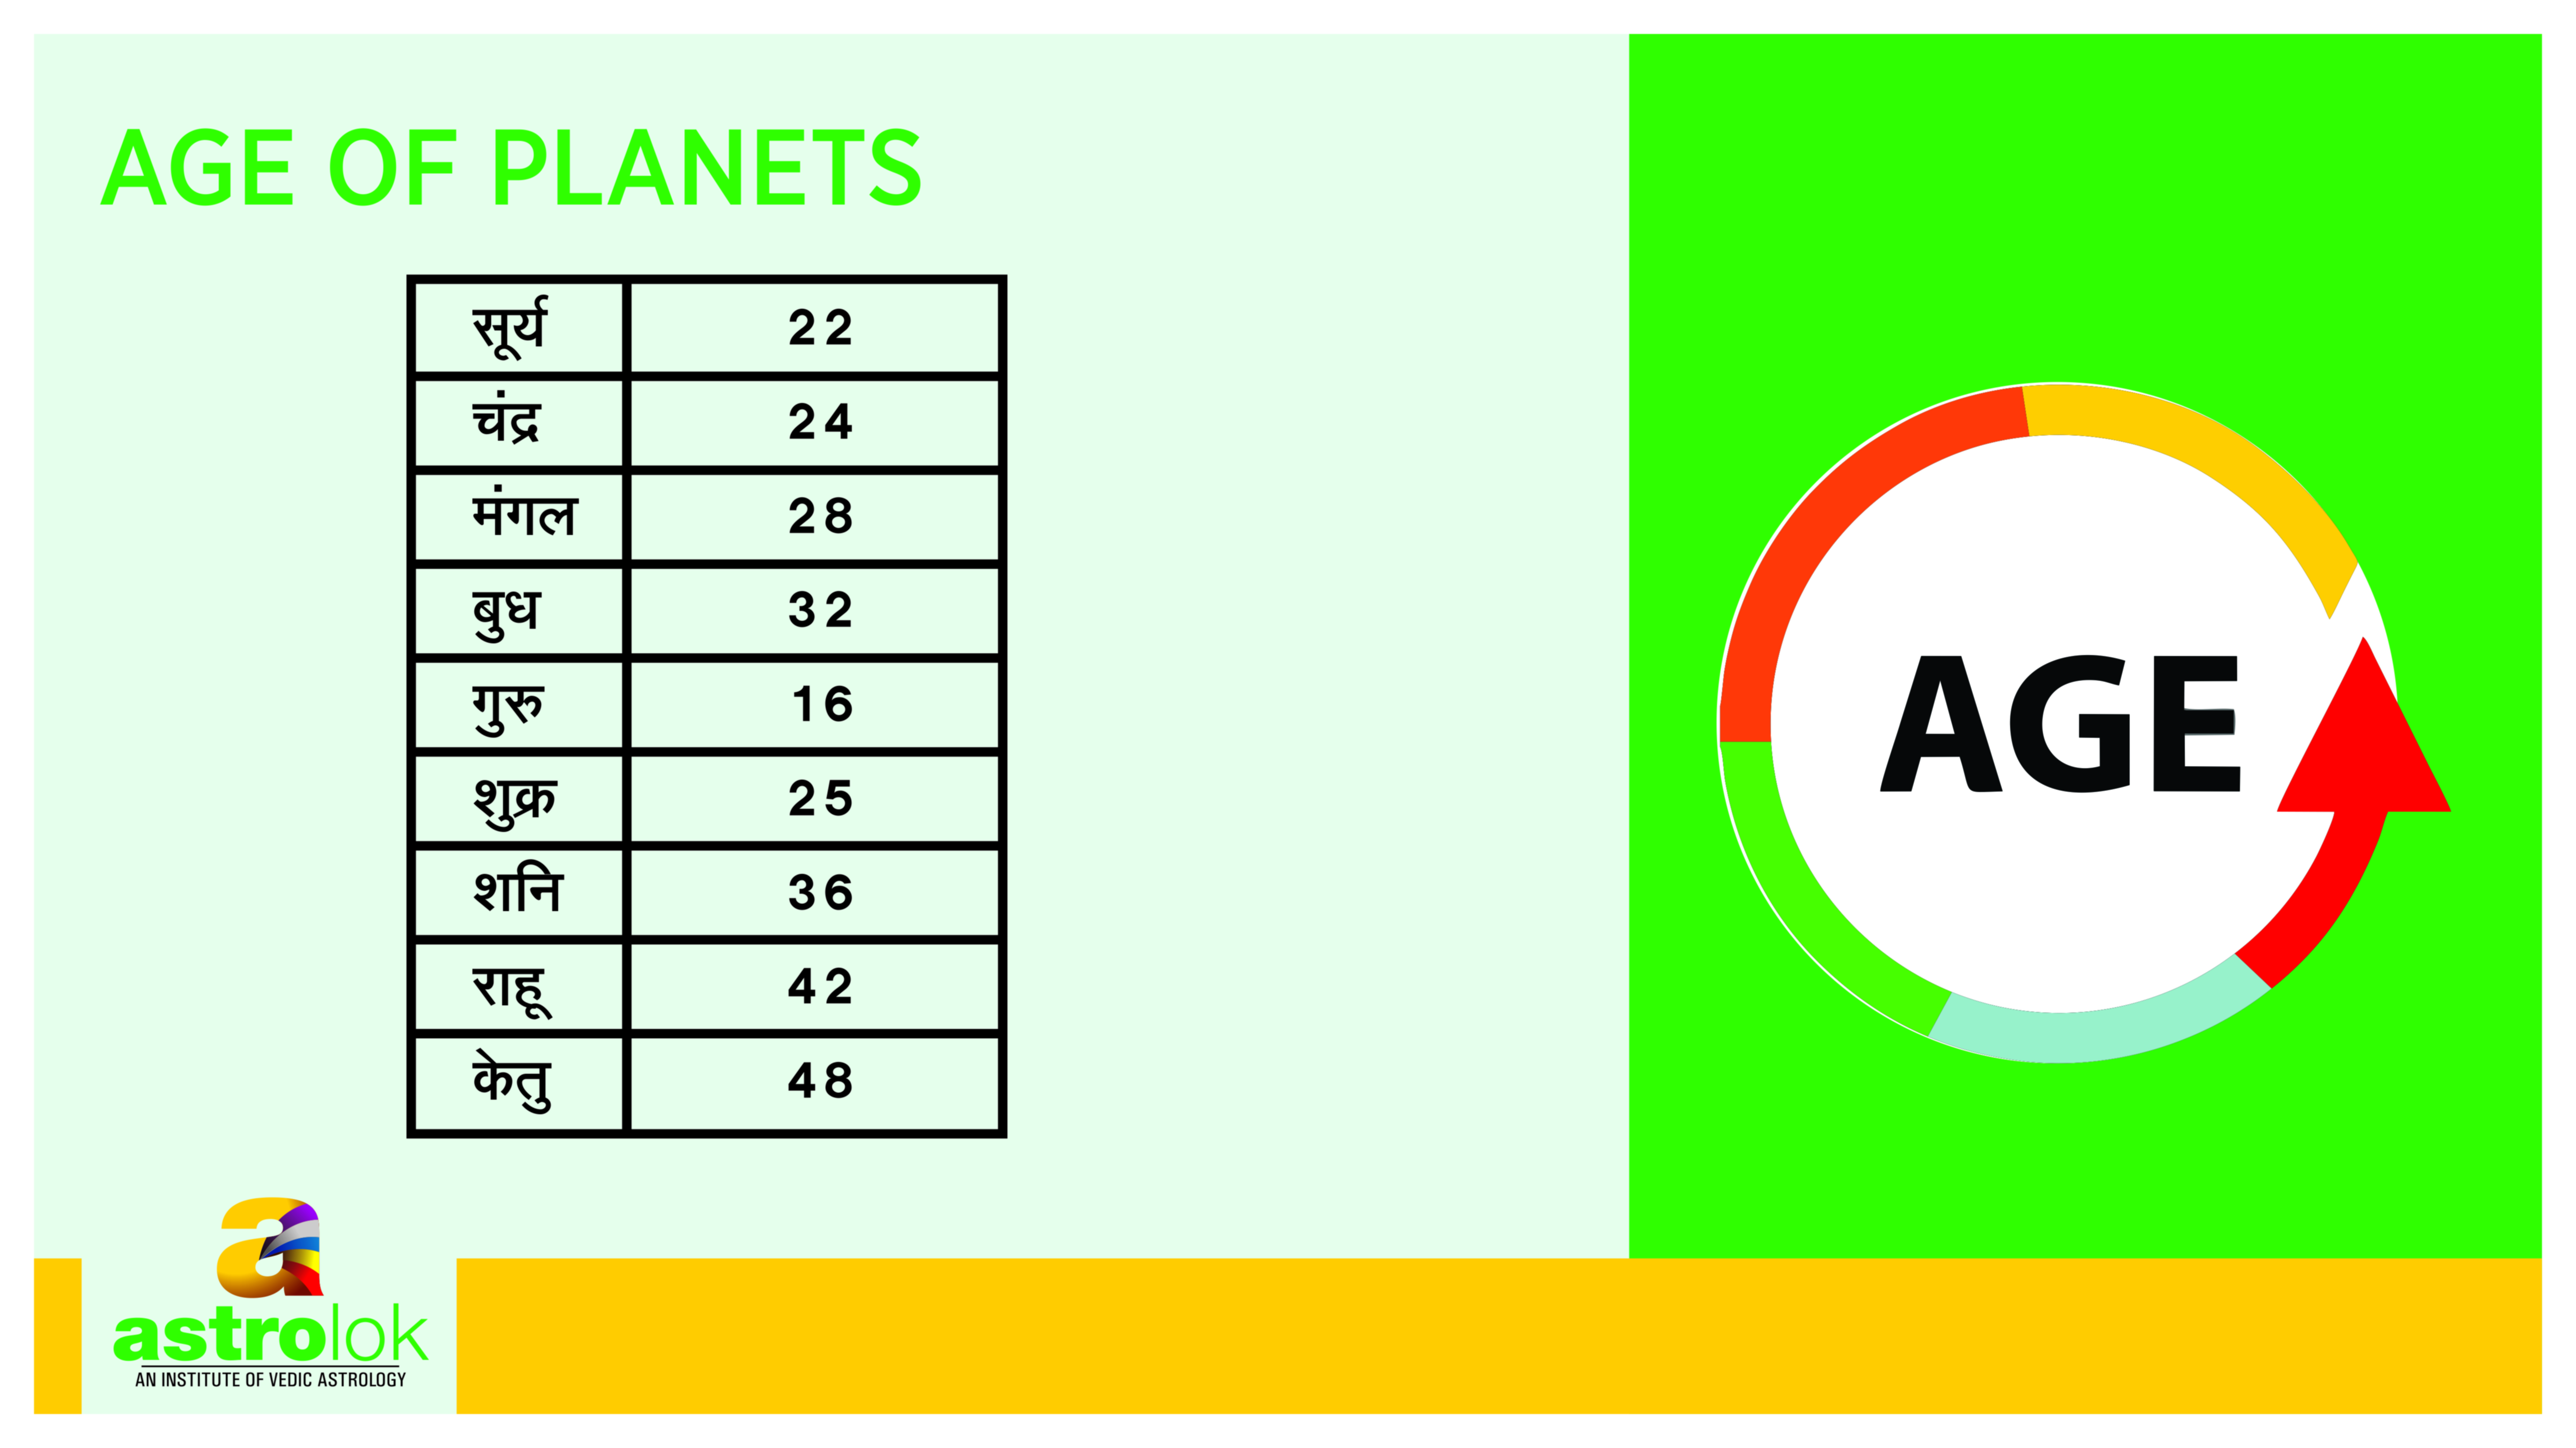 AGE OF PLANETS
सूर्य 22
चंद्र 24
मंगल 28
बुध 32
गुरु 16
शुक्र 25
शनि 36
राहू 42
केतु 48
AGE
a
astrolok
AN INSTITUTE OF VEDIC ASTROLOGY